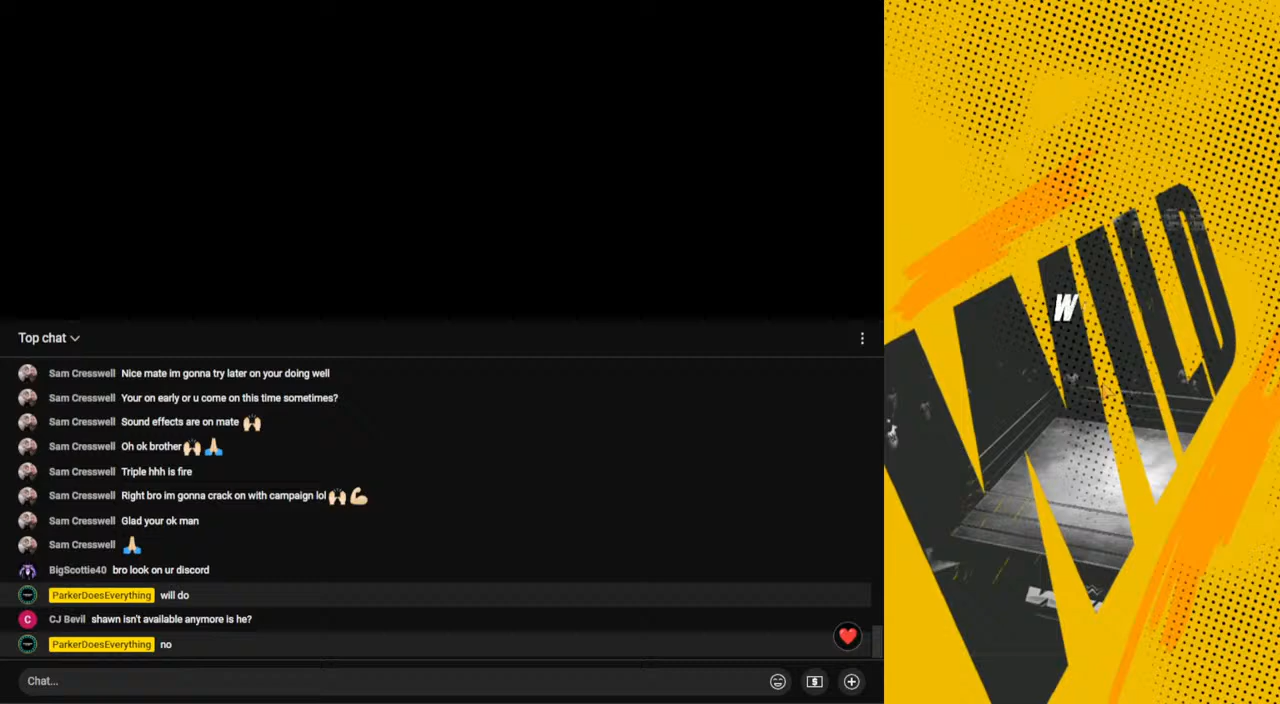 Top chat
Sam Cresswell Nice mate im gonna try later on your doing well
Sam Cresswell Your on early or u come on this time sometimes?
Sam Cresswell Sound effects are on mate 🙌🏻
Sam Cresswell Oh ok brother 🙌🏻 🙏🏻
Sam Cresswell Triple hhh is fire
Sam Cresswell Right bro im gonna crack on with campaign lol 🙌🏻 💪🏻
Sam Cresswell Glad your ok man
Sam Cresswell 🙏🏻
BigScottie40 bro look on ur discord
ParkerDoesEverything will do
C CJ Bevil shawn isn't available anymore is he?
ParkerDoesEverything no
Chat...
WILD
W